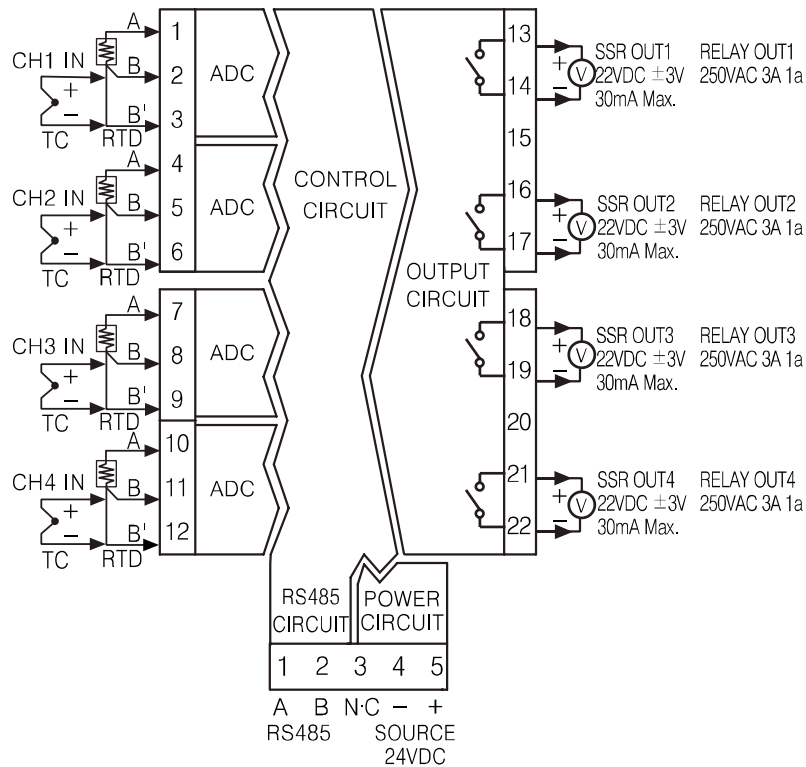 A 1
CH1 IN
B 2
+
−
B' 3
TC RTD
ADC
A 4
CH2 IN
B 5
+
−
B' 6
TC RTD
ADC
A 7
CH3 IN
B 8
+
−
B' 9
TC RTD
ADC
A 10
CH4 IN
B 11
+
−
B' 12
TC RTD
ADC
CONTROL
CIRCUIT
OUTPUT
CIRCUIT
13
14
15
16
17
18
19
20
21
22
+
−
V
SSR OUT1 RELAY OUT1
22VDC ±3V 250VAC 3A 1a
30mA Max.
+
−
V
SSR OUT2 RELAY OUT2
22VDC ±3V 250VAC 3A 1a
30mA Max.
+
−
V
SSR OUT3 RELAY OUT3
22VDC ±3V 250VAC 3A 1a
30mA Max.
+
−
V
SSR OUT4 RELAY OUT4
22VDC ±3V 250VAC 3A 1a
30mA Max.
RS485
CIRCUIT
POWER
CIRCUIT
1 2 3 4 5
A B N·C − +
RS485 SOURCE
24VDC